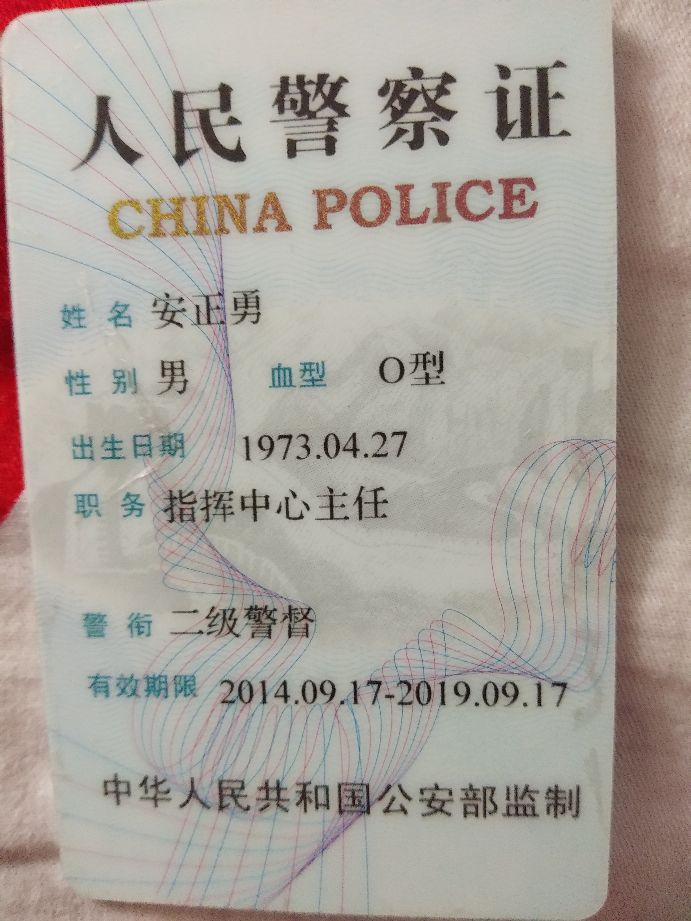 人民警察证
CHINA POLICE
姓 名 安正勇
性 别 男 血型 O型
出生日期 1973.04.27
职 务 指挥中心主任
警 衔 二级警督
有效期限 2014.09.17-2019.09.17
中华人民共和国公安部监制